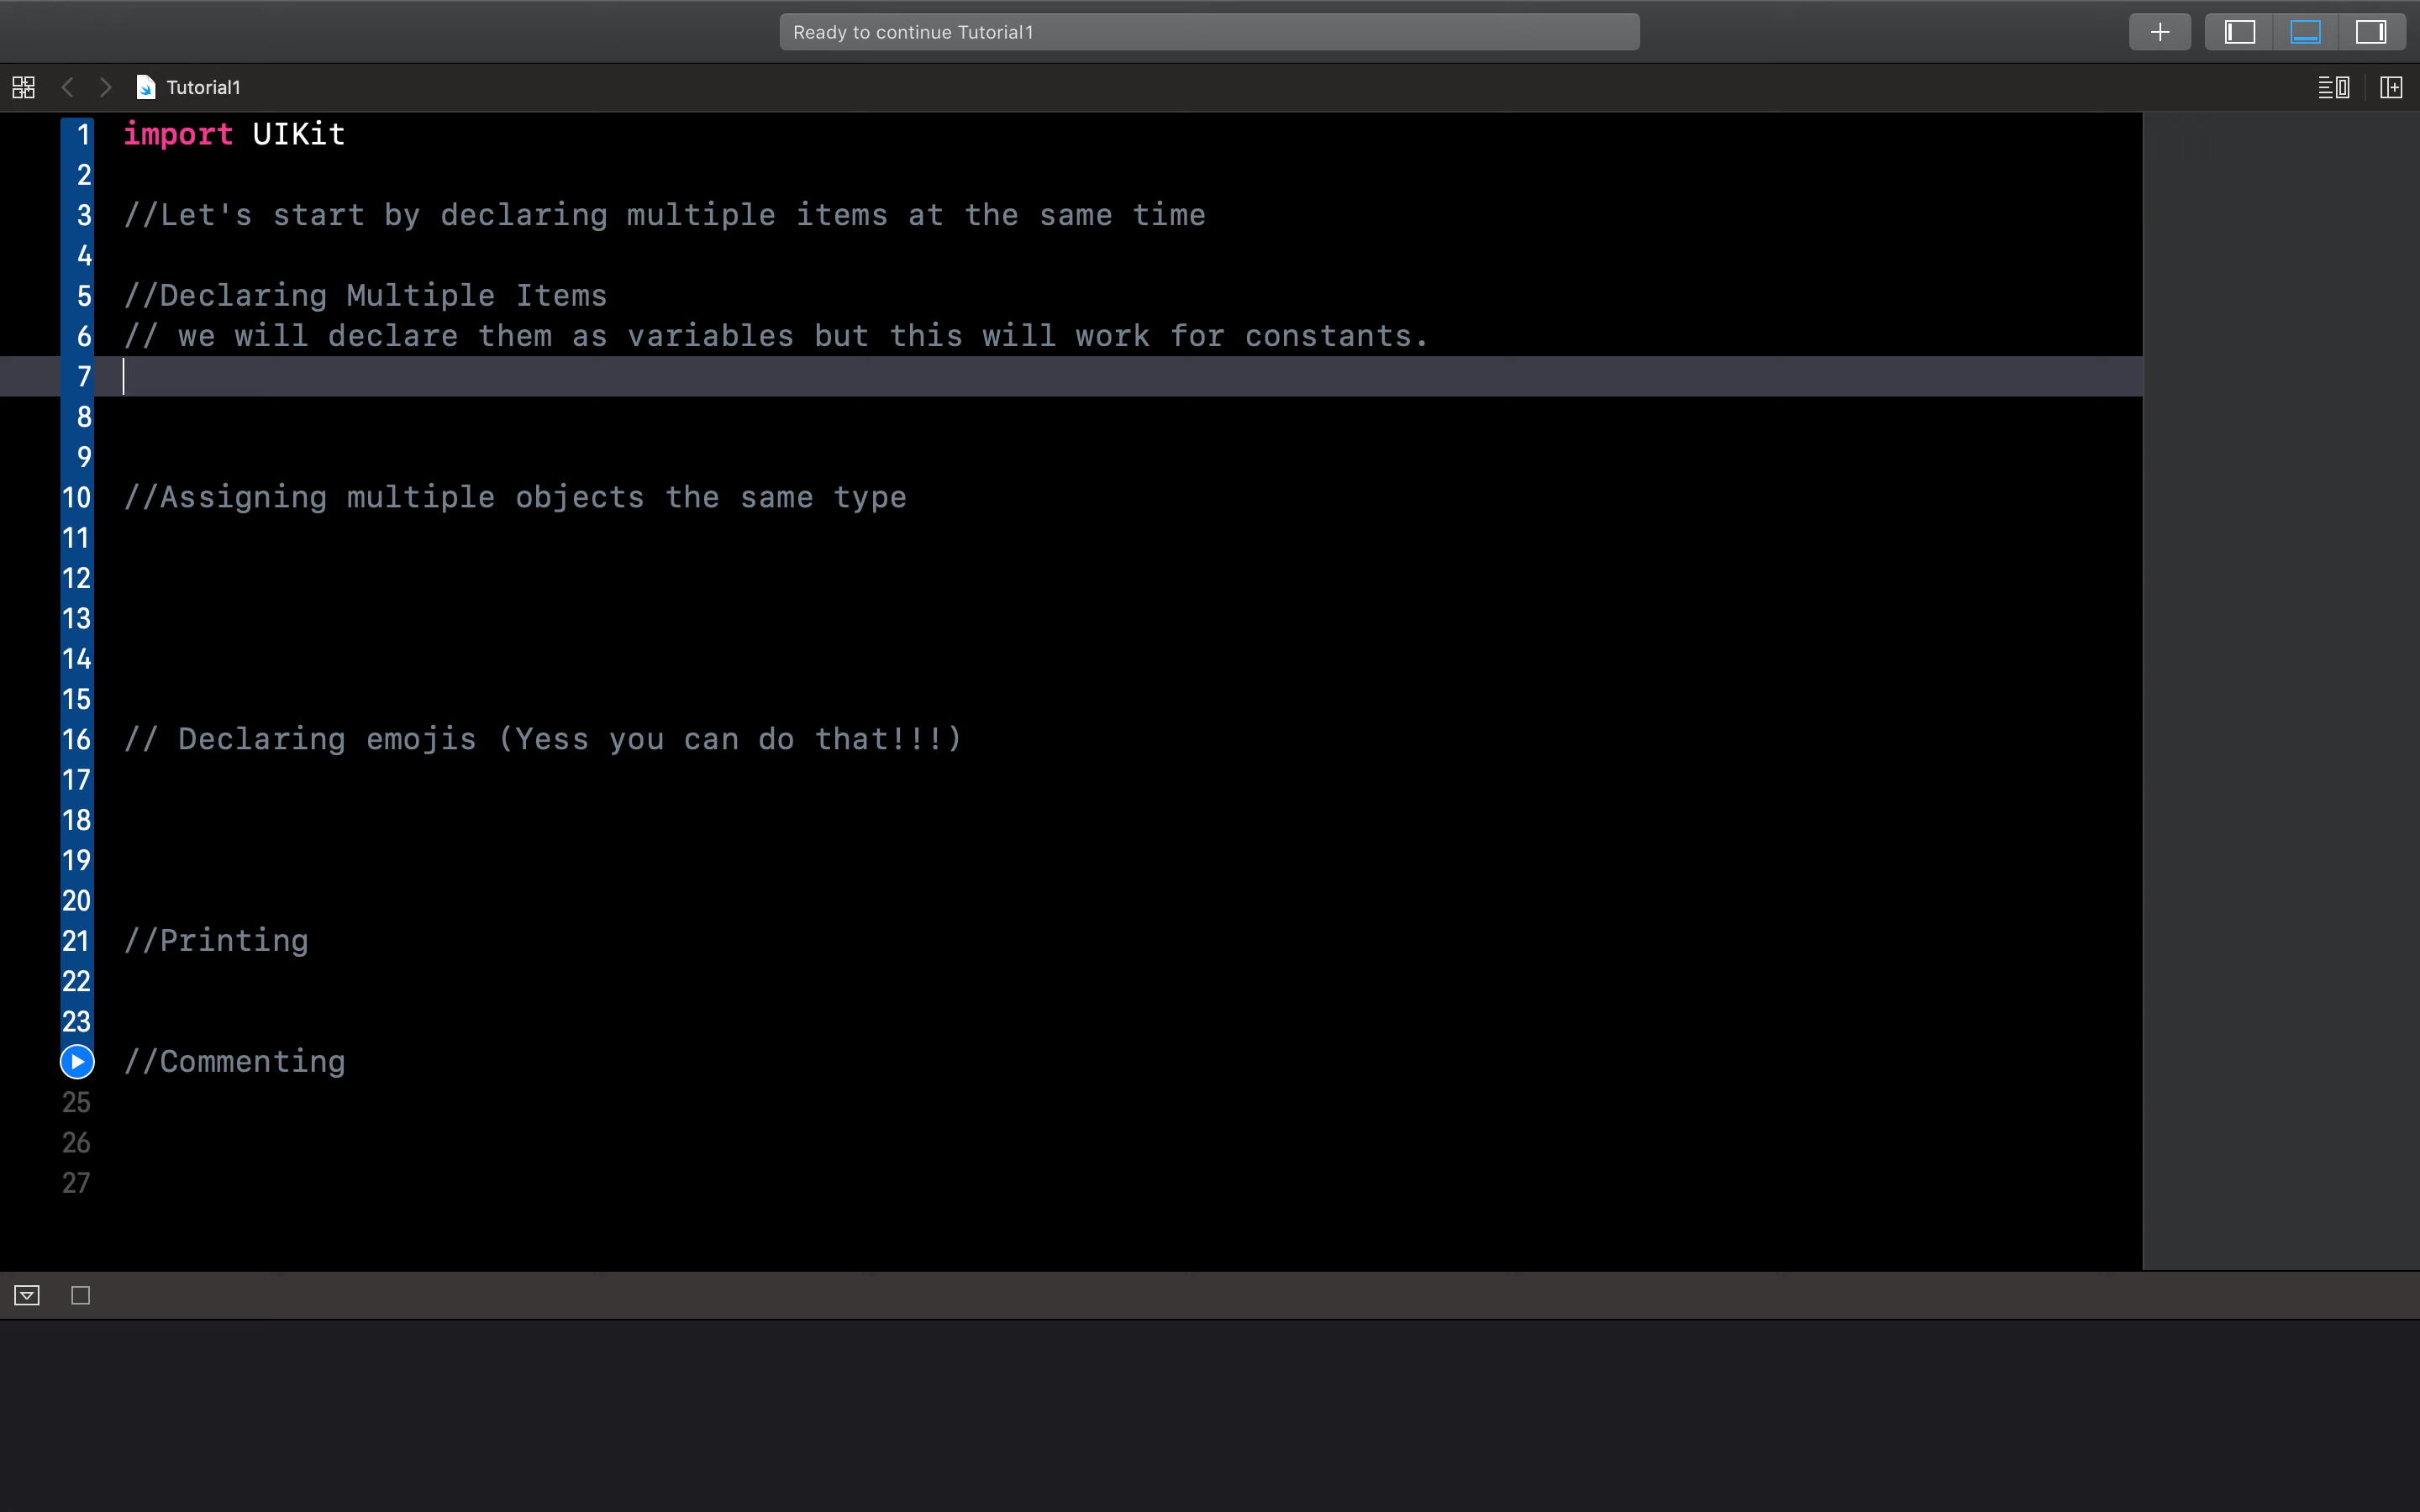 Ready to continue Tutorial1
Tutorial1
1 import UIKit
2
3 //Let's start by declaring multiple items at the same time
4
5 //Declaring Multiple Items
6 // we will declare them as variables but this will work for constants.
7
8
9
10 //Assigning multiple objects the same type
11
12
13
14
15
16 // Declaring emojis (Yess you can do that!!!)
17
18
19
20
21 //Printing
22
23
//Commenting
25
26
27